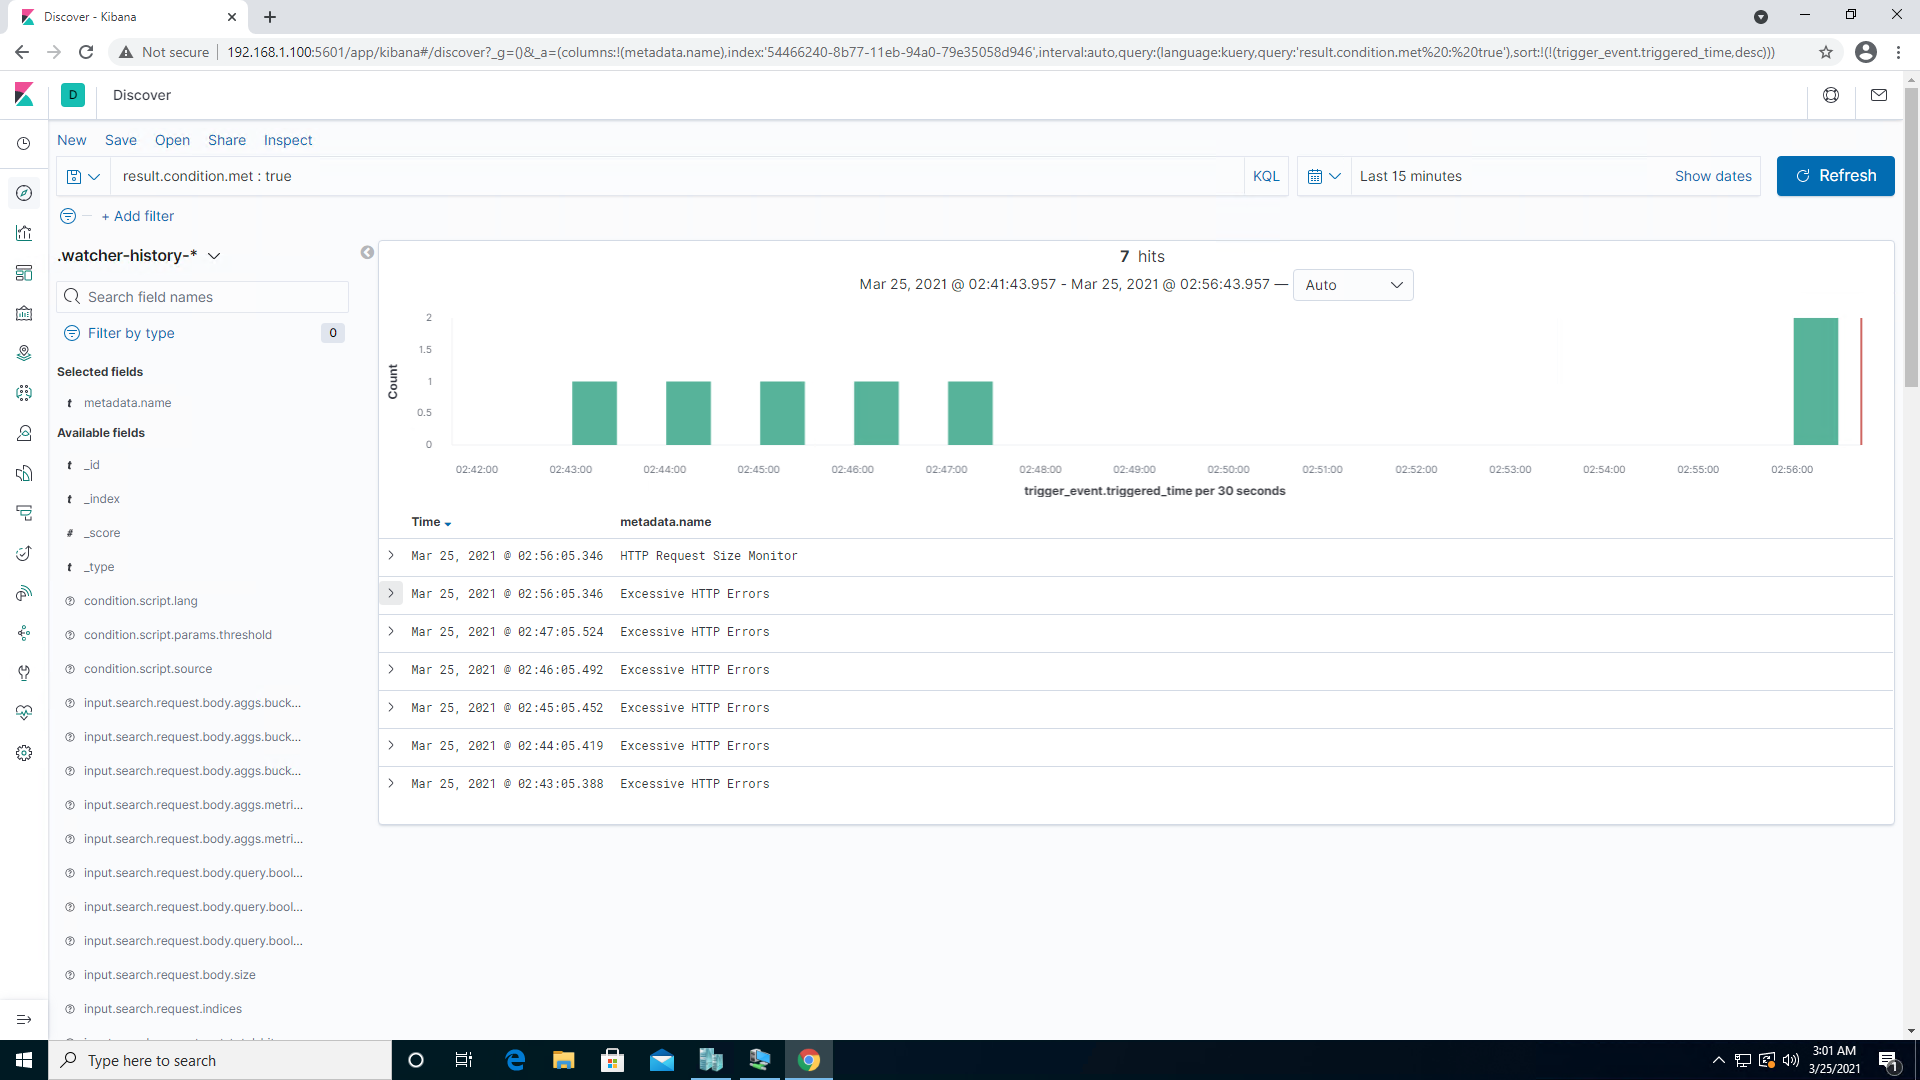 Discover - Kibana
Not secure
192.168.1.100:5601/app/kibana#/discover?_g=()&_a=(columns:!(metadata.name),index:'54466240-8b77-11eb-94a0-79e35058d946',interval:auto,query:(language:kuery,query:'result.condition.met%20:%20true'),sort:!(!(trigger_event.triggered_time,desc)))
D
Discover
New Save Open Share Inspect
result.condition.met : true
KQL
Last 15 minutes
Show dates
Refresh
+ Add filter
.watcher-history-*
7 hits
Mar 25, 2021 @ 02:41:43.957 - Mar 25, 2021 @ 02:56:43.957 —
Auto
Search field names
Filter by type
0
Selected fields
t metadata.name
Available fields
t _id
t _index
# _score
t _type
condition.script.lang
condition.script.params.threshold
condition.script.source
input.search.request.body.aggs.buck...
input.search.request.body.aggs.buck...
input.search.request.body.aggs.buck...
input.search.request.body.aggs.metri...
input.search.request.body.aggs.metri...
input.search.request.body.query.bool...
input.search.request.body.query.bool...
input.search.request.body.query.bool...
input.search.request.body.size
input.search.request.indices
Count
2
1.5
1
0.5
0
02:42:00 02:43:00 02:44:00 02:45:00 02:46:00 02:47:00 02:48:00 02:49:00 02:50:00 02:51:00 02:52:00 02:53:00 02:54:00 02:55:00 02:56:00
trigger_event.triggered_time per 30 seconds
Time metadata.name
Mar 25, 2021 @ 02:56:05.346 HTTP Request Size Monitor
Mar 25, 2021 @ 02:56:05.346 Excessive HTTP Errors
Mar 25, 2021 @ 02:47:05.524 Excessive HTTP Errors
Mar 25, 2021 @ 02:46:05.492 Excessive HTTP Errors
Mar 25, 2021 @ 02:45:05.452 Excessive HTTP Errors
Mar 25, 2021 @ 02:44:05.419 Excessive HTTP Errors
Mar 25, 2021 @ 02:43:05.388 Excessive HTTP Errors
Type here to search
3:01 AM
3/25/2021
1